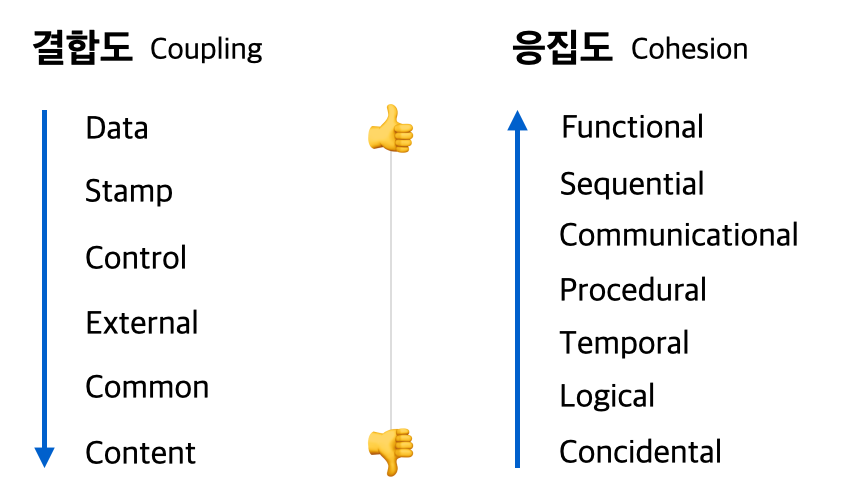 결합도 Coupling
Data
Stamp
Control
External
Common
Content
응집도 Cohesion
Functional
Sequential
Communicational
Procedural
Temporal
Logical
Concidental